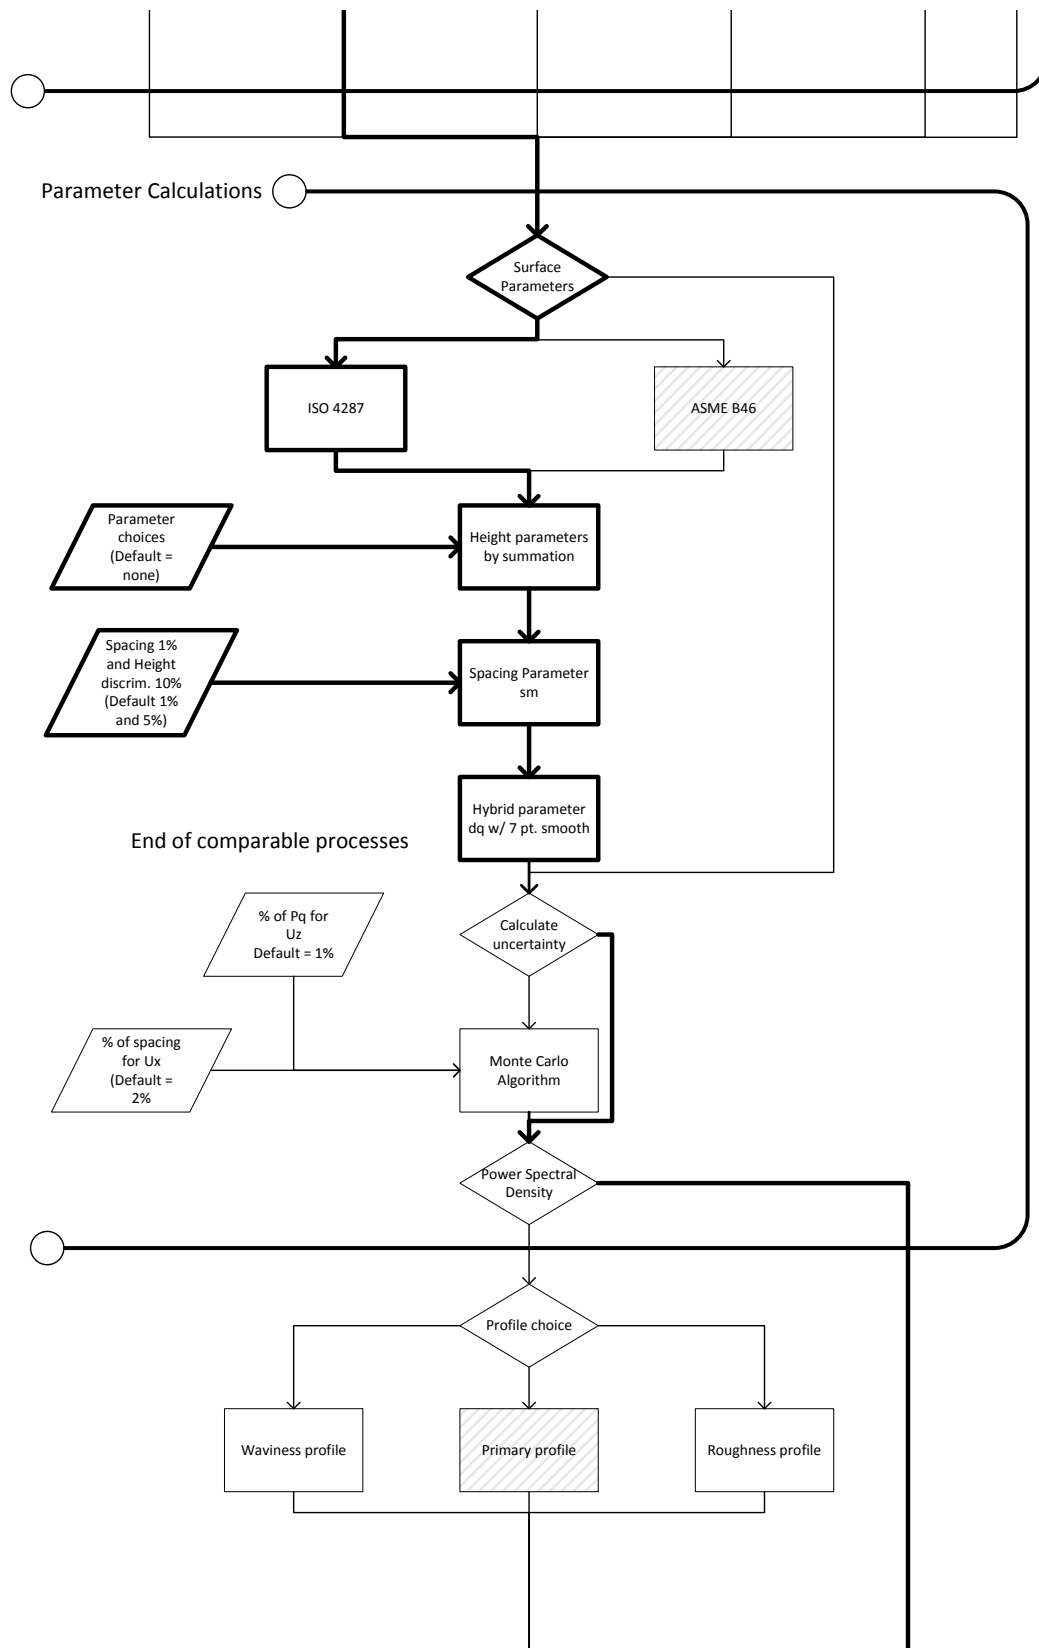 Parameter Calculations
Surface
Parameters
ISO 4287
ASME B46
Parameter
choices
(Default =
none)
Height parameters
by summation
Spacing 1%
and Height
discrim. 10%
(Default 1%
and 5%)
Spacing Parameter
sm
Hybrid parameter
dq w/ 7 pt. smooth
End of comparable processes
% of Pq for
Uz
Default = 1%
Calculate
uncertainty
% of spacing
for Ux
(Default =
2%
Monte Carlo
Algorithm
Power Spectral
Density
Profile choice
Waviness profile
Primary profile
Roughness profile